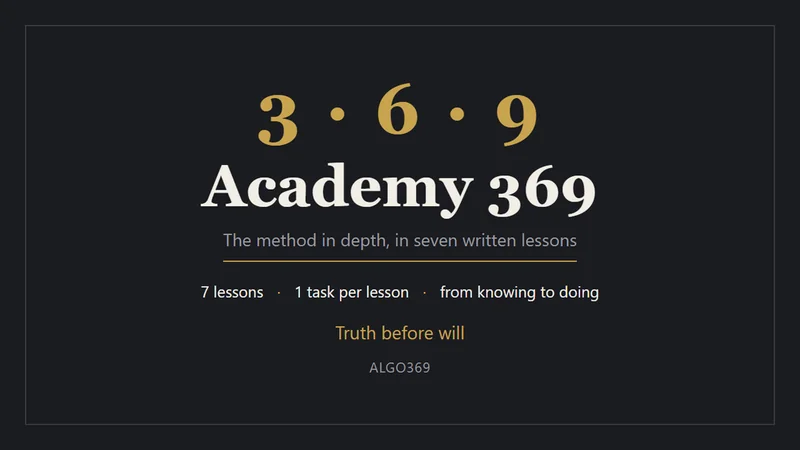 3 · 6 · 9
Academy 369
The method in depth, in seven written lessons
7 lessons · 1 task per lesson · from knowing to doing
Truth before will
ALGO369